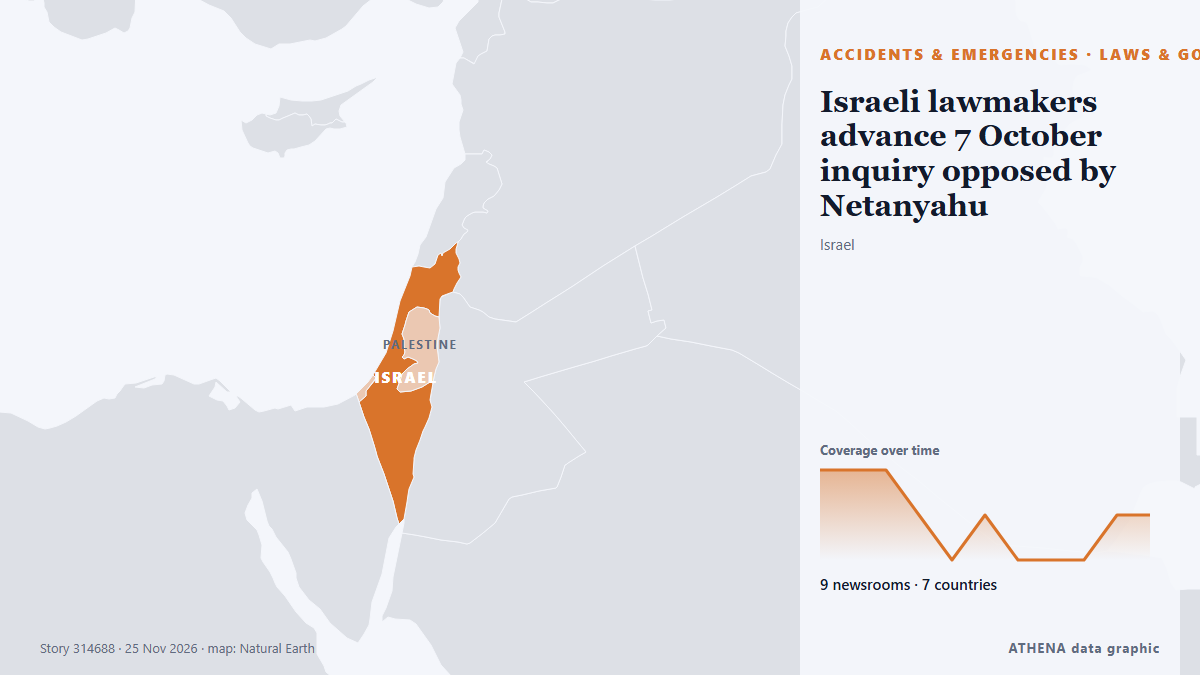 ACCIDENTS & EMERGENCIES · LAWS & GO
Israeli lawmakers
advance 7 October
inquiry opposed by
Netanyahu
Israel
PALESTINE
ISRAEL
Coverage over time
9 newsrooms · 7 countries
Story 314688 · 25 Nov 2026 · map: Natural Earth
ATHENA data graphic